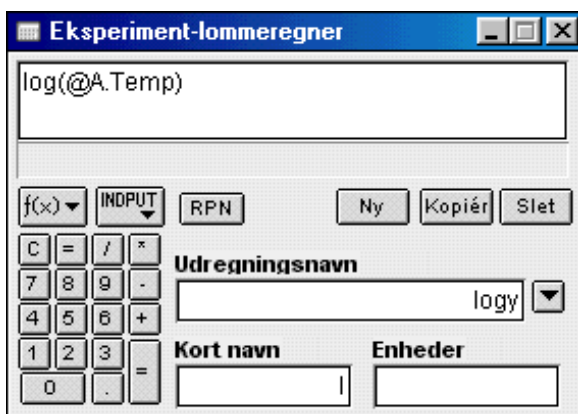 Eksperiment-lommeregner
log(@A.Temp)
f(x) INDPUT RPN Ny Kopiér Slet
C = / *
7 8 9 -
4 5 6 +
1 2 3 =
0 .
Udregningsnavn
logy
Kort navn Enheder
l